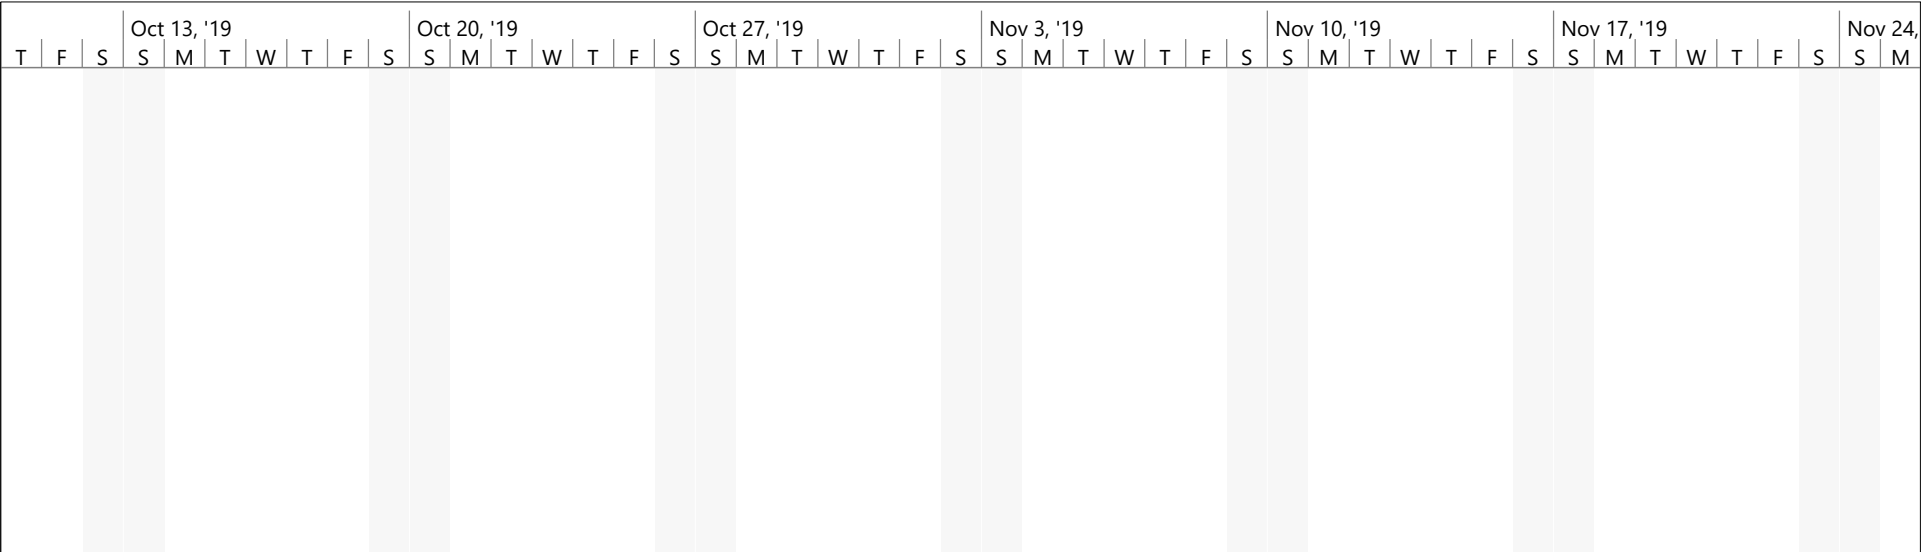 Oct 13, '19 Oct 20, '19 Oct 27, '19 Nov 3, '19 Nov 10, '19 Nov 17, '19 Nov 24,
T F S S M T W T F S S M T W T F S S M T W T F S S M T W T F S S M T W T F S S M T W T F S S M